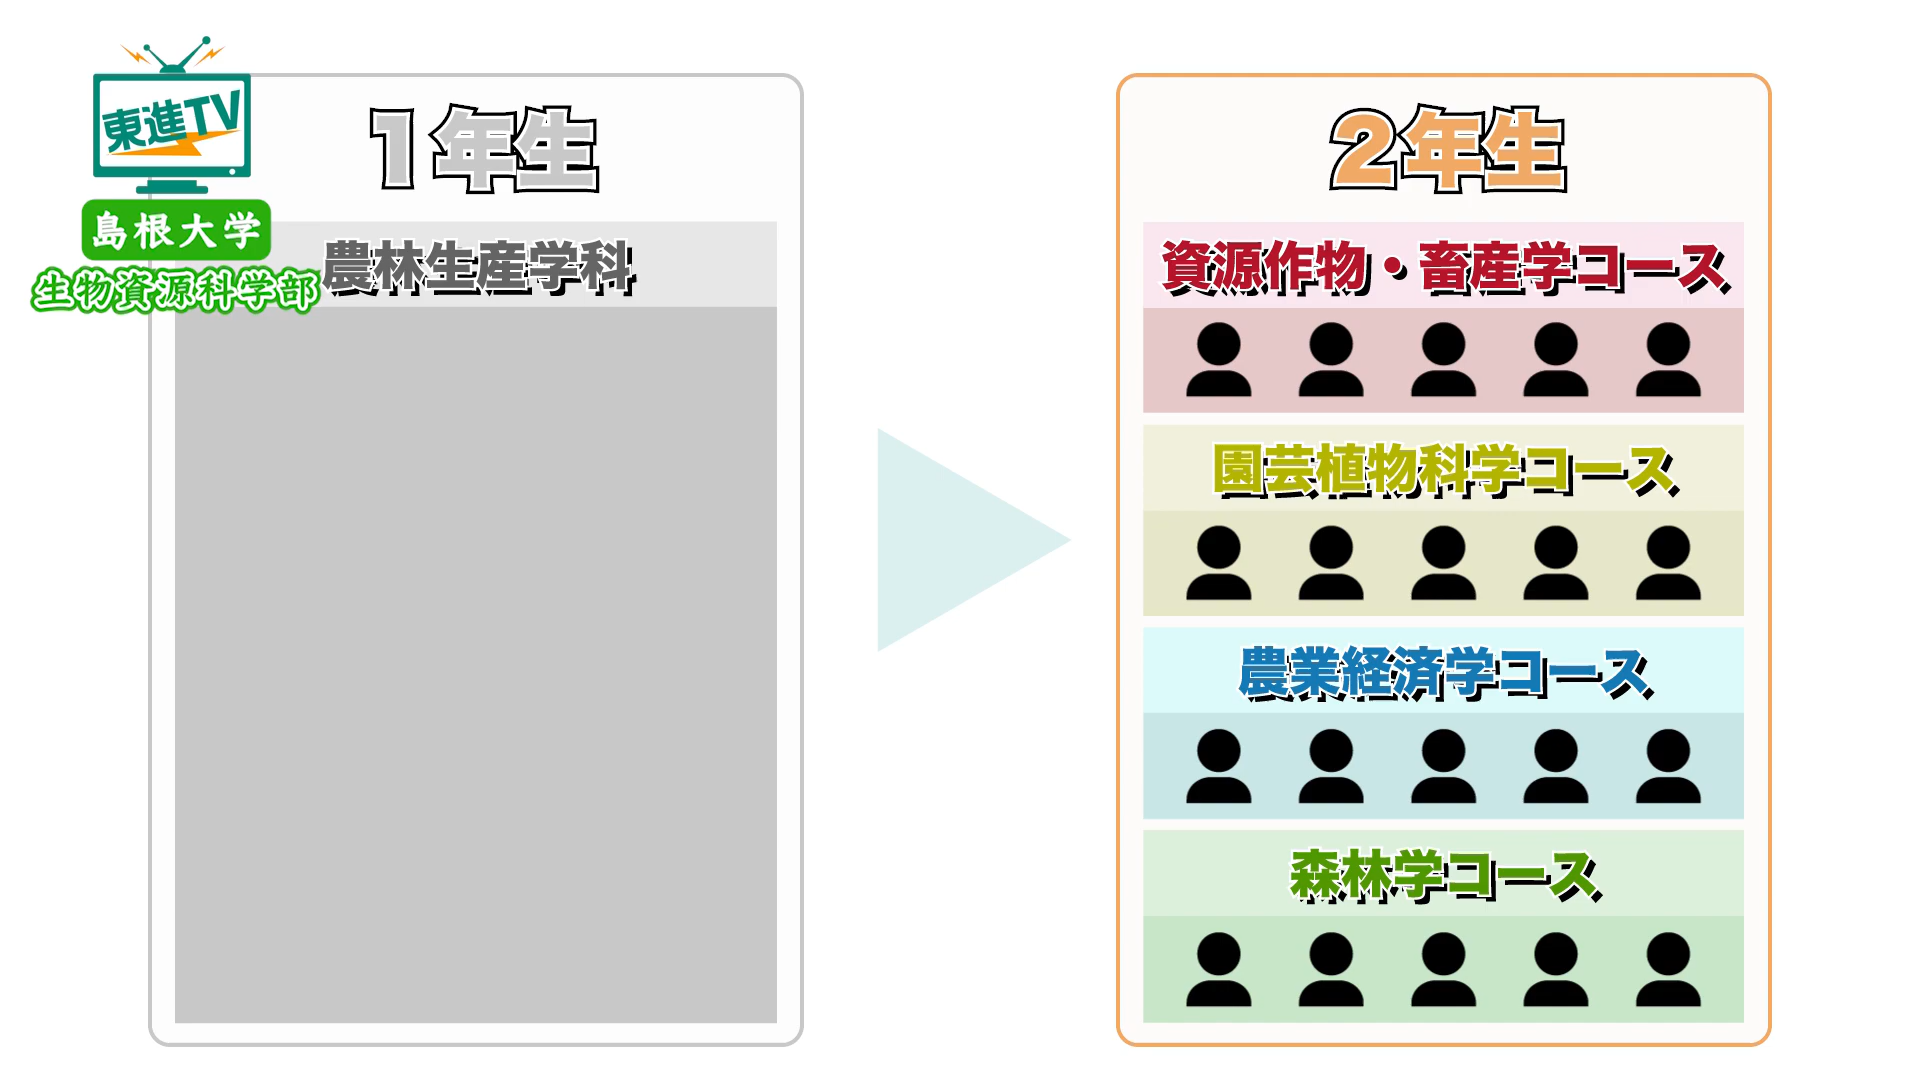 東進TV
島根大学
生物資源科学部
1年生
農林生産学科
2年生
資源作物・畜産学コース
園芸植物科学コース
農業経済学コース
森林学コース